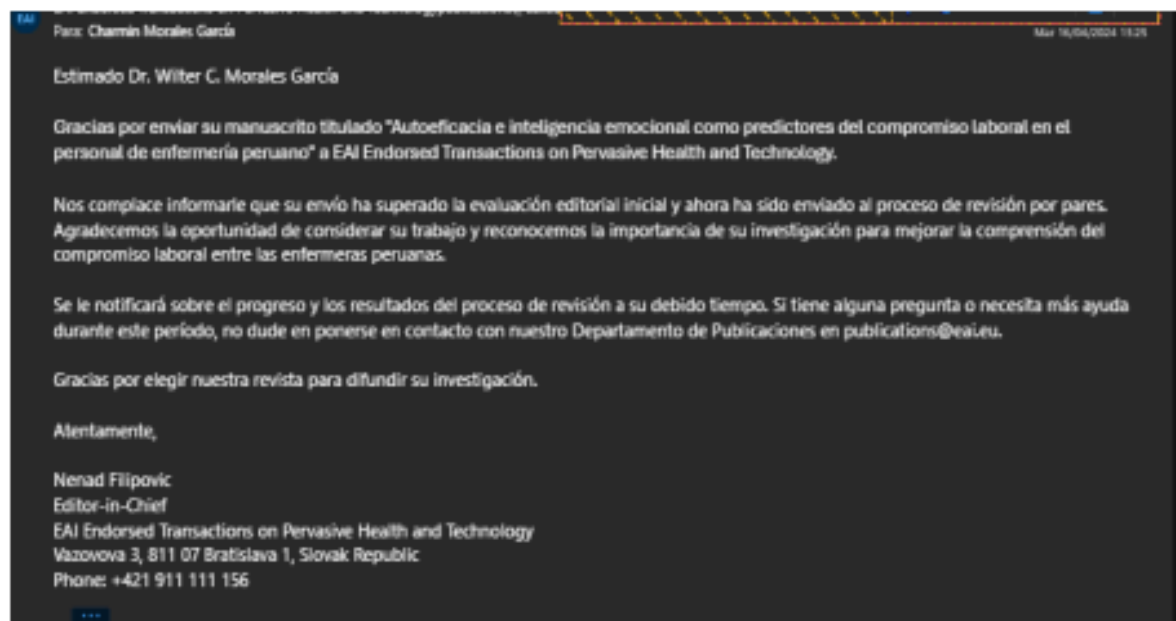 EAI
Para: Charmin Morales García
Mar 16/04/2024
Estimado Dr. Wilter C. Morales García
Gracias por enviar su manuscrito titulado "Autoeficacia e inteligencia emocional como predictores del compromiso laboral en el
personal de enfermería peruano" a EAI Endorsed Transactions on Pervasive Health and Technology.
Nos complace informarle que su envío ha superado la evaluación editorial inicial y ahora ha sido enviado al proceso de revisión por pares.
Agradecemos la oportunidad de considerar su trabajo y reconocemos la importancia de su investigación para mejorar la comprensión del
compromiso laboral entre las enfermeras peruanas.
Se le notificará sobre el progreso y los resultados del proceso de revisión a su debido tiempo. Si tiene alguna pregunta o necesita más ayuda
durante este período, no dude en ponerse en contacto con nuestro Departamento de Publicaciones en publications@eai.eu.
Gracias por elegir nuestra revista para difundir su investigación.
Atentamente,
Nenad Filipovic
Editor-in-Chief
EAI Endorsed Transactions on Pervasive Health and Technology
Vazovova 3, 811 07 Bratislava 1, Slovak Republic
Phone: +421 911 111 156